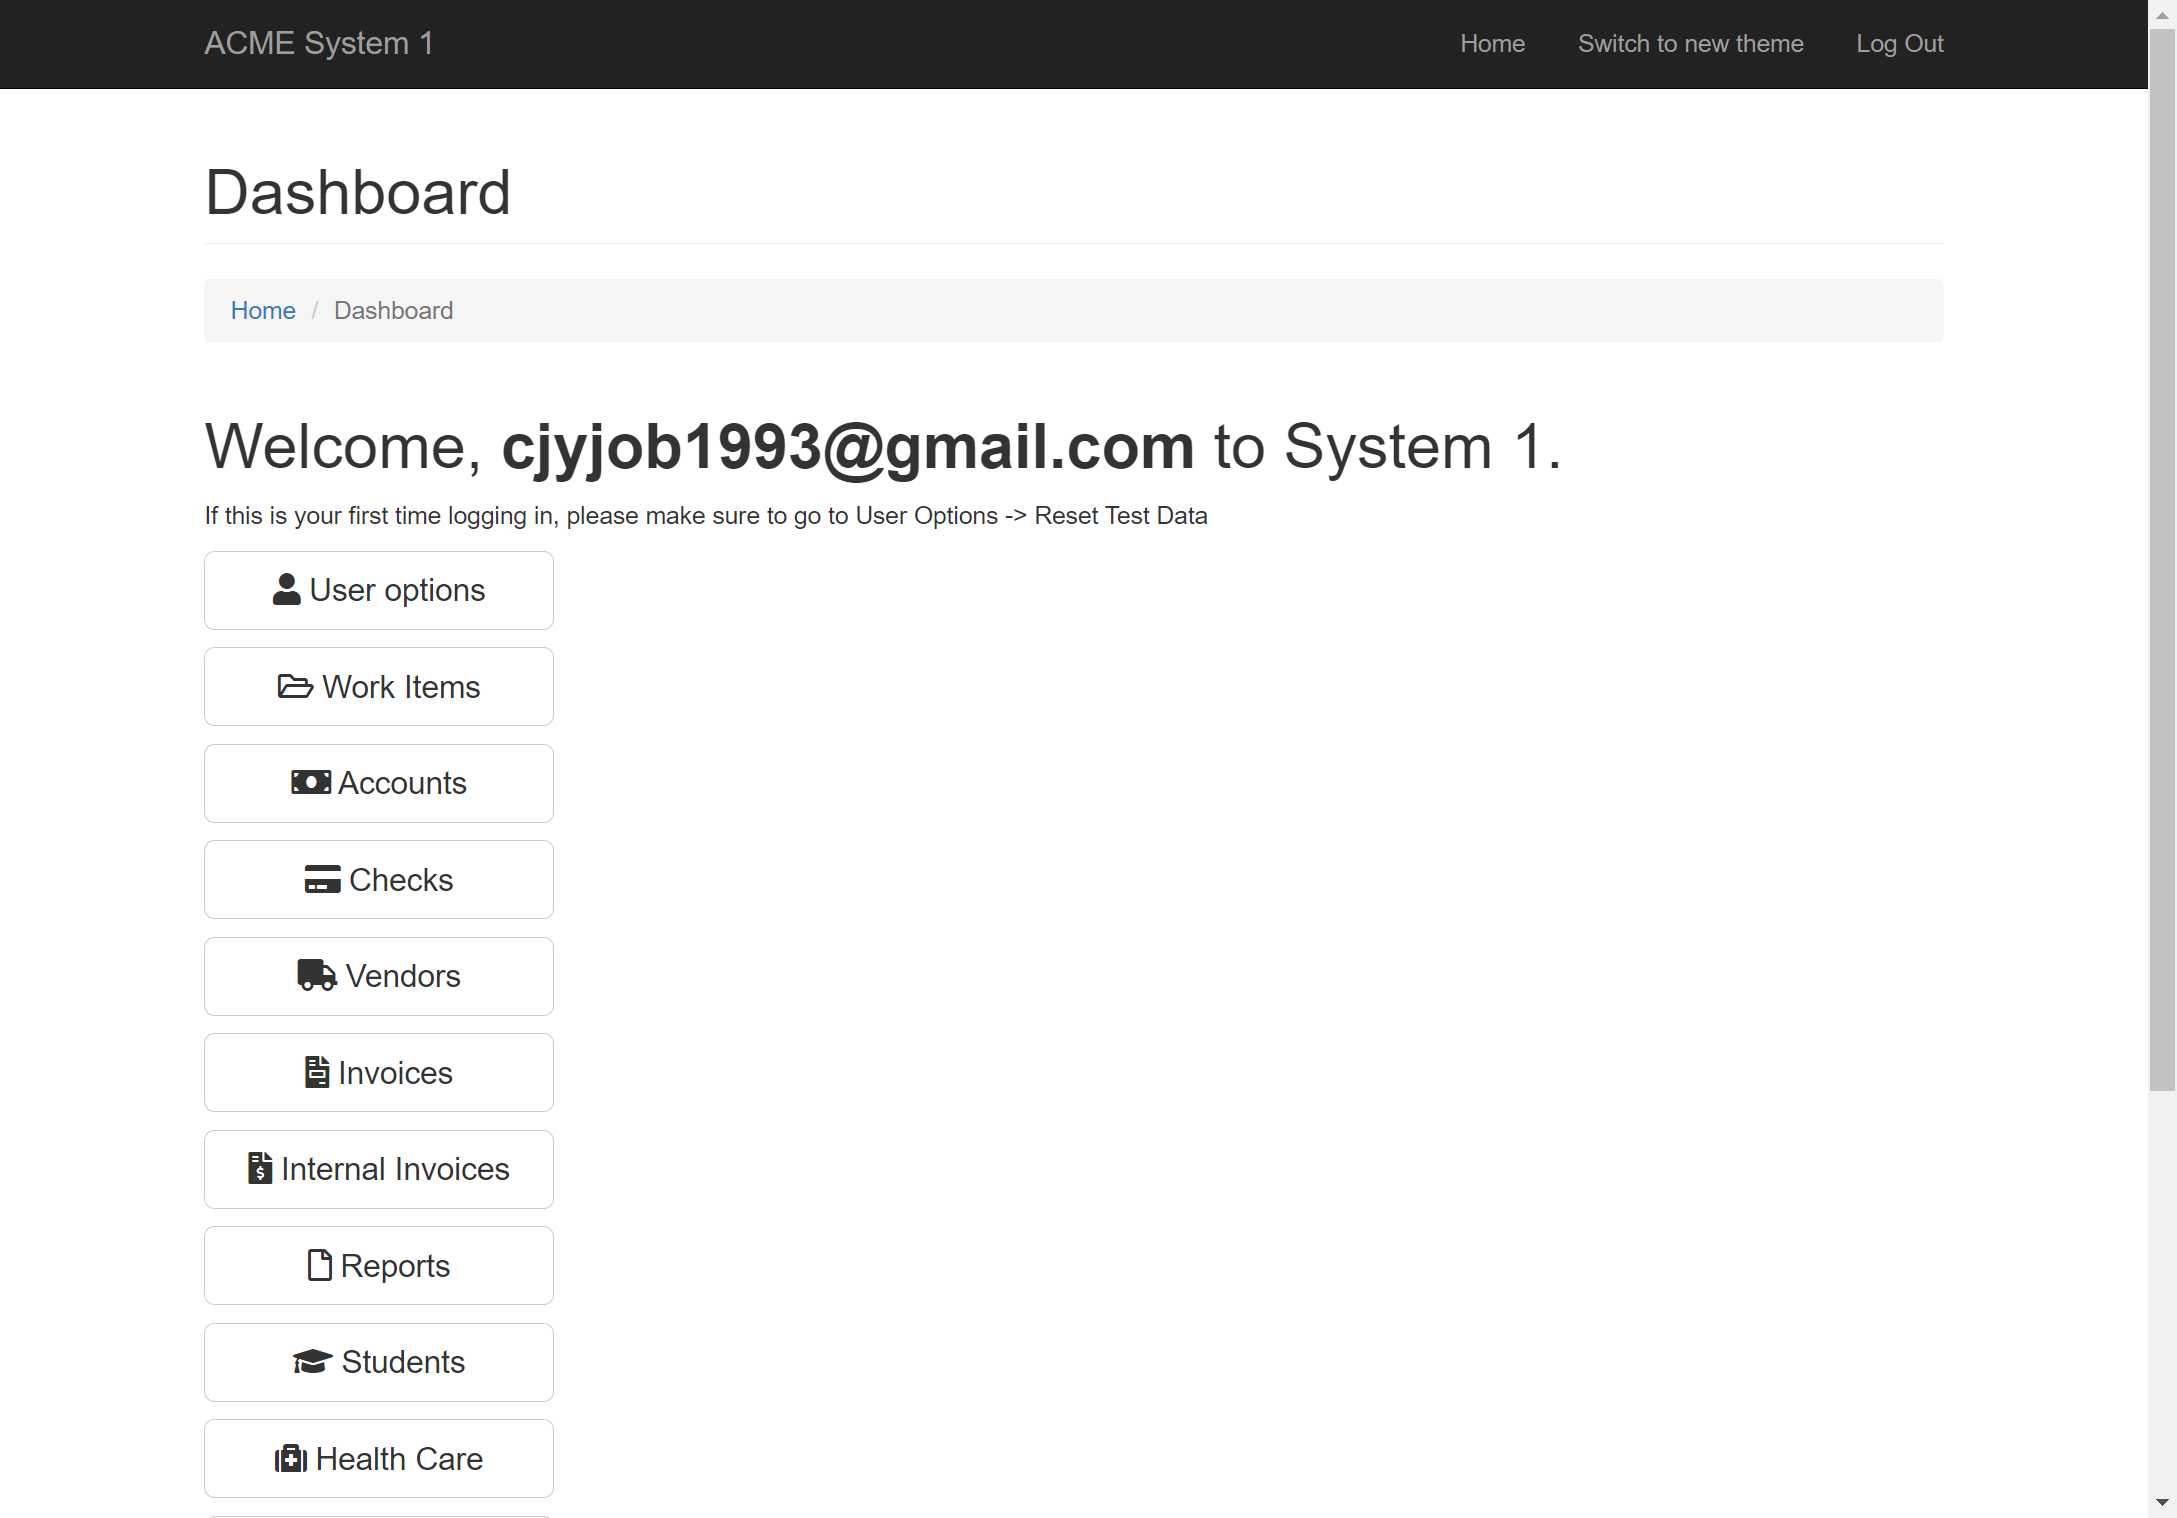 ACME System 1
Home Switch to new theme Log Out
Dashboard
Home / Dashboard
Welcome, cjyjob1993@gmail.com to System 1.
If this is your first time logging in, please make sure to go to User Options -> Reset Test Data
User options
Work Items
Accounts
Checks
Vendors
Invoices
Internal Invoices
Reports
Students
Health Care